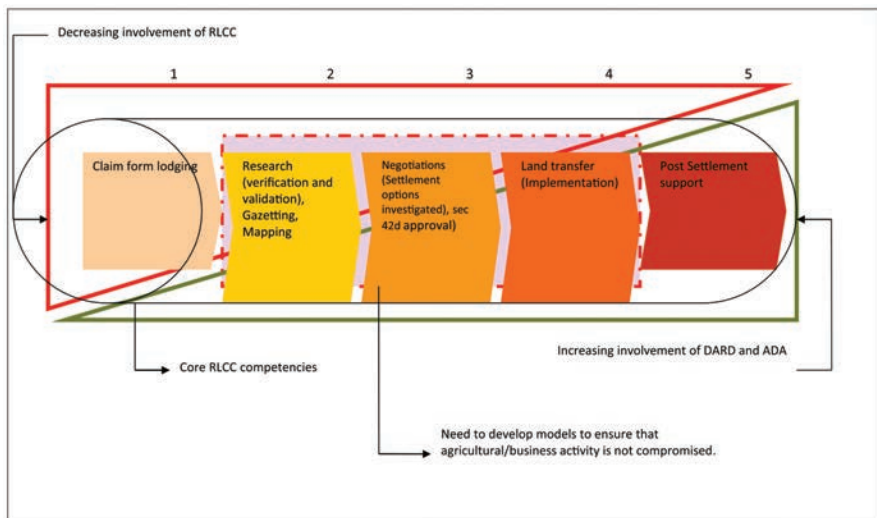 Decreasing involvement of RLCC
1 2 3 4 5
Claim form lodging
Research
(verification and
validation),
Gazetting,
Mapping
Negotiations
(Settlement
options
investigated), sec
42d approval)
Land transfer
(Implementation)
Post Settlement
support
Increasing involvement of DARD and ADA
Core RLCC competencies
Need to develop models to ensure that
agricultural/business activity is not compromised.